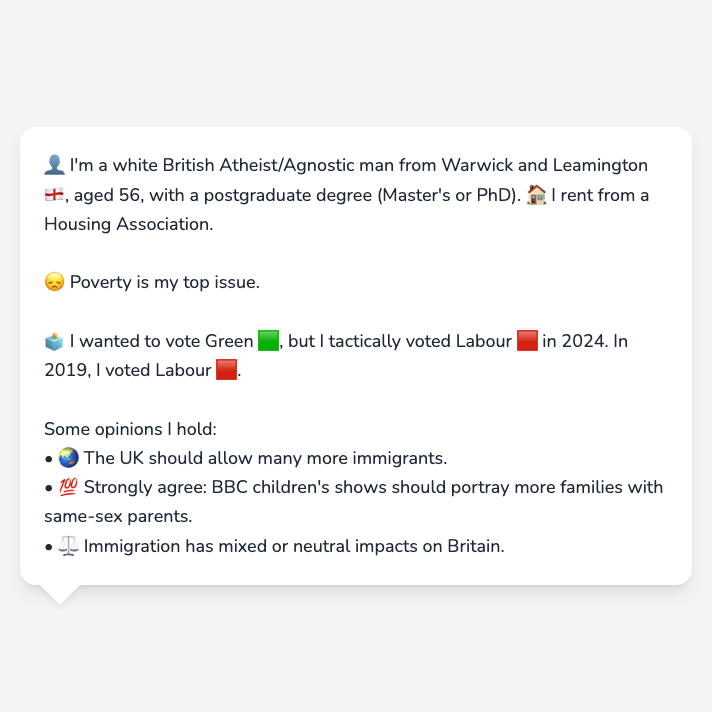 👤 I'm a white British Atheist/Agnostic man from Warwick and Leamington
🏴󠁧󠁢󠁥󠁮󠁧󠁿, aged 56, with a postgraduate degree (Master's or PhD). 🏠 I rent from a
Housing Association.
😞 Poverty is my top issue.
🗳️ I wanted to vote Green 🟩, but I tactically voted Labour 🟥 in 2024. In
2019, I voted Labour 🟥.
Some opinions I hold:
• 🌏 The UK should allow many more immigrants.
• 💯 Strongly agree: BBC children's shows should portray more families with
same-sex parents.
• ⚖️ Immigration has mixed or neutral impacts on Britain.